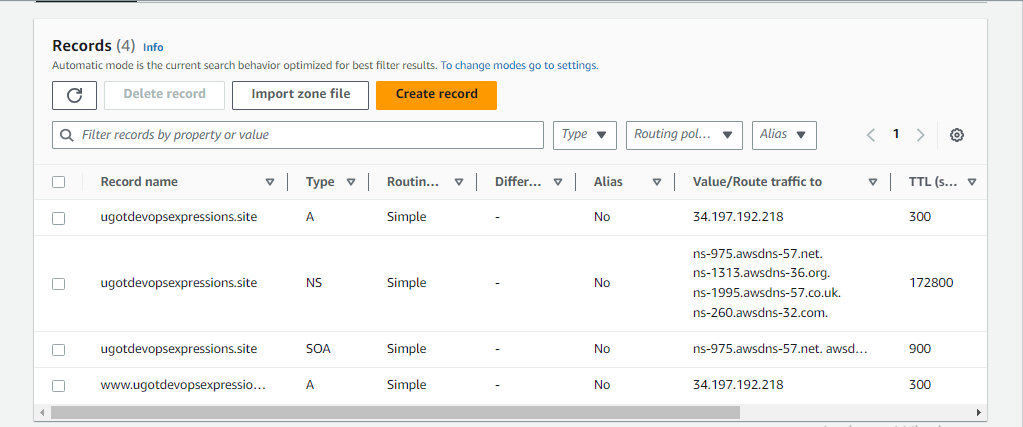 Records (4) Info
Automatic mode is the current search behavior optimized for best filter results. To change modes go to settings.
Delete record Import zone file Create record
Filter records by property or value Type Routing pol... Alias 1
Record name Type Routin... Differ... Alias Value/Route traffic to TTL (s...
ugotdevopsexpressions.site A Simple - No 34.197.192.218 300
ugotdevopsexpressions.site NS Simple - No ns-975.awsdns-57.net.
ns-1313.awsdns-36.org.
ns-1995.awsdns-57.co.uk.
ns-260.awsdns-32.com. 172800
ugotdevopsexpressions.site SOA Simple - No ns-975.awsdns-57.net. awsd... 900
www.ugotdevopsexpressio... A Simple - No 34.197.192.218 300